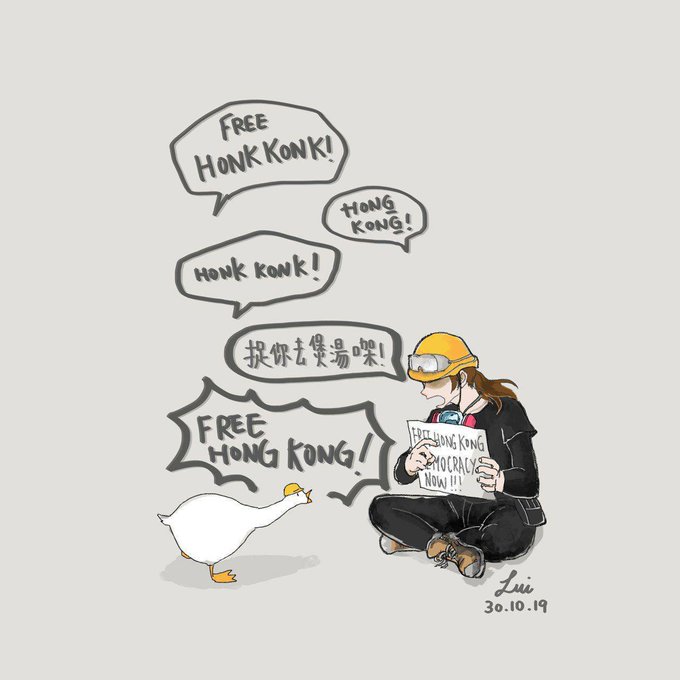 FREE
HONK KONK!
HONG
KONG!
HONK KONK!
捉你去煲湯㗎!
FREE
HONG KONG!
FREE HONG KONG
MOCRACY
NOW!!!
Lui
30.10.19